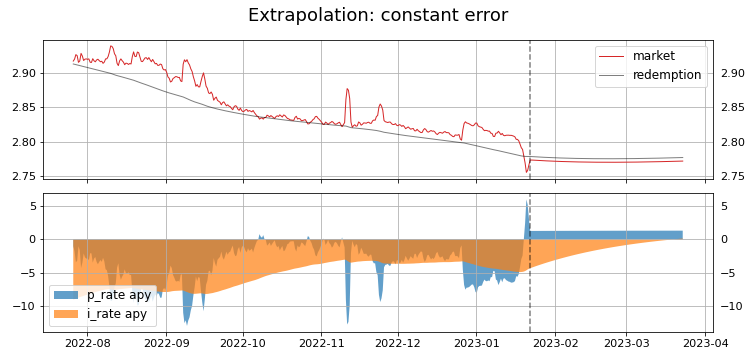 Extrapolation: constant error
market
redemption
2.90
2.85
2.80
2.75
2.90
2.85
2.80
2.75
5
0
−5
−10
5
0
−5
−10
p_rate apy
i_rate apy
2022-08 2022-09 2022-10 2022-11 2022-12 2023-01 2023-02 2023-03 2023-04